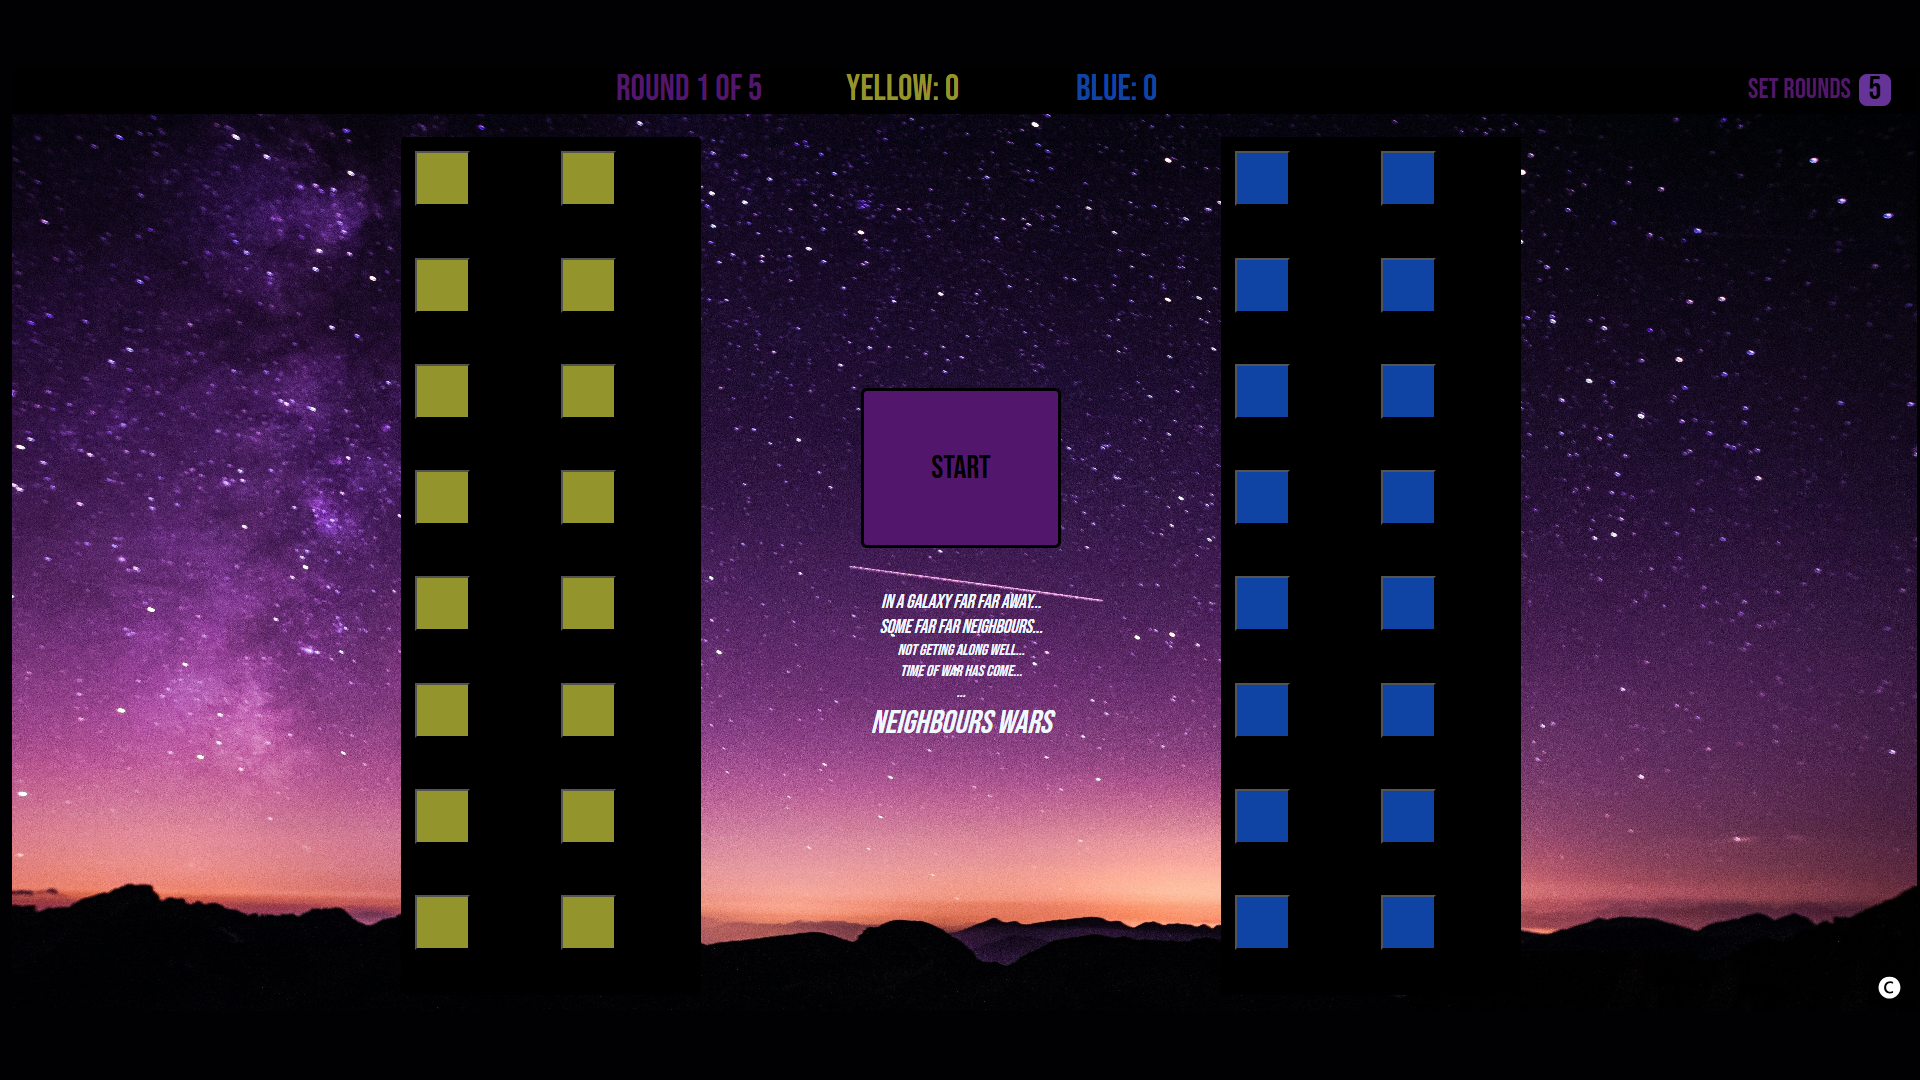 ROUND 1 OF 5
YELLOW: 0
BLUE: 0
SET ROUNDS 5
START
IN A GALAXY FAR FAR AWAY...
SOME FAR FAR NEIGHBOURS...
NOT GETING ALONG WELL...
TIME OF WAR HAS COME...
...
NEIGHBOURS WARS
C